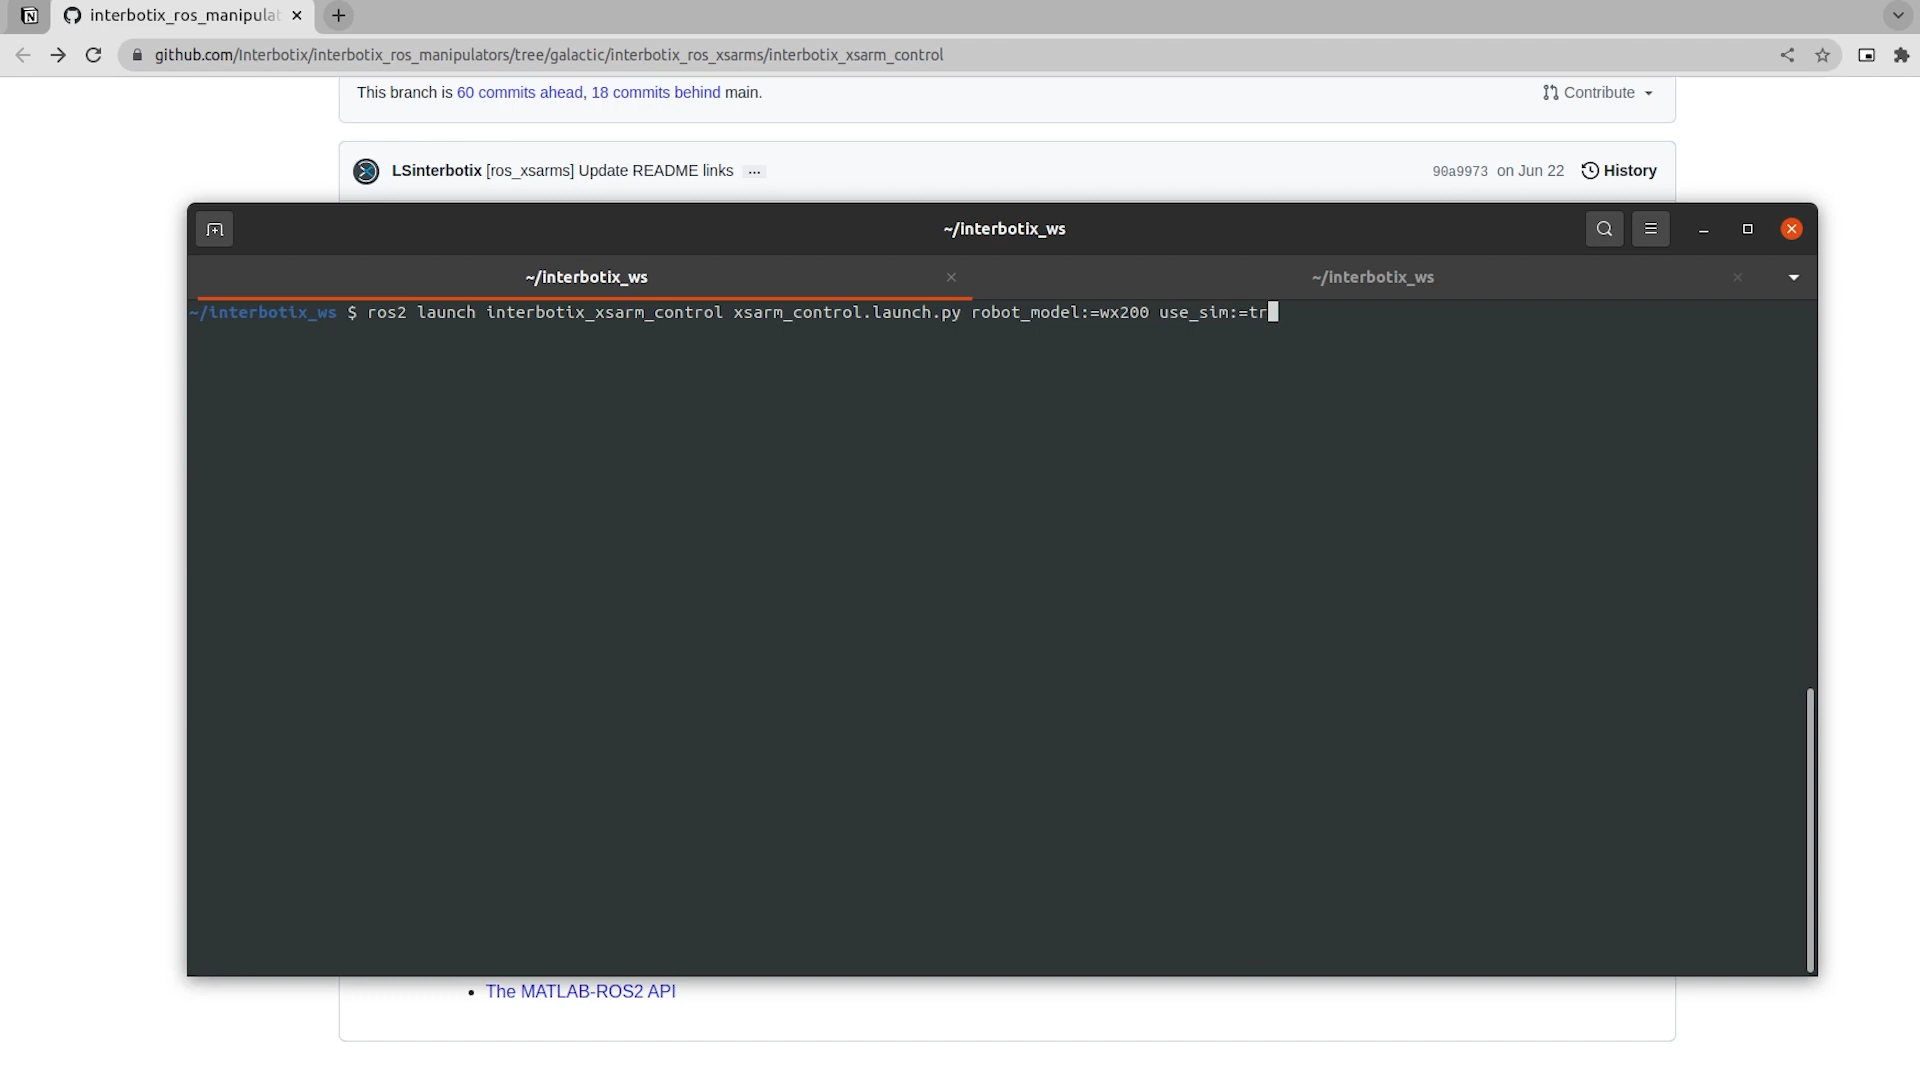 interbotix_ros_manipulat
github.com/Interbotix/interbotix_ros_manipulators/tree/galactic/interbotix_ros_xsarms/interbotix_xsarm_control
This branch is 60 commits ahead, 18 commits behind main.
Contribute
LSinterbotix [ros_xsarms] Update README links ...
90a9973 on Jun 22 History
~/interbotix_ws
~/interbotix_ws
~/interbotix_ws
~/interbotix_ws $ ros2 launch interbotix_xsarm_control xsarm_control.launch.py robot_model:=wx200 use_sim:=tr
• The MATLAB-ROS2 API